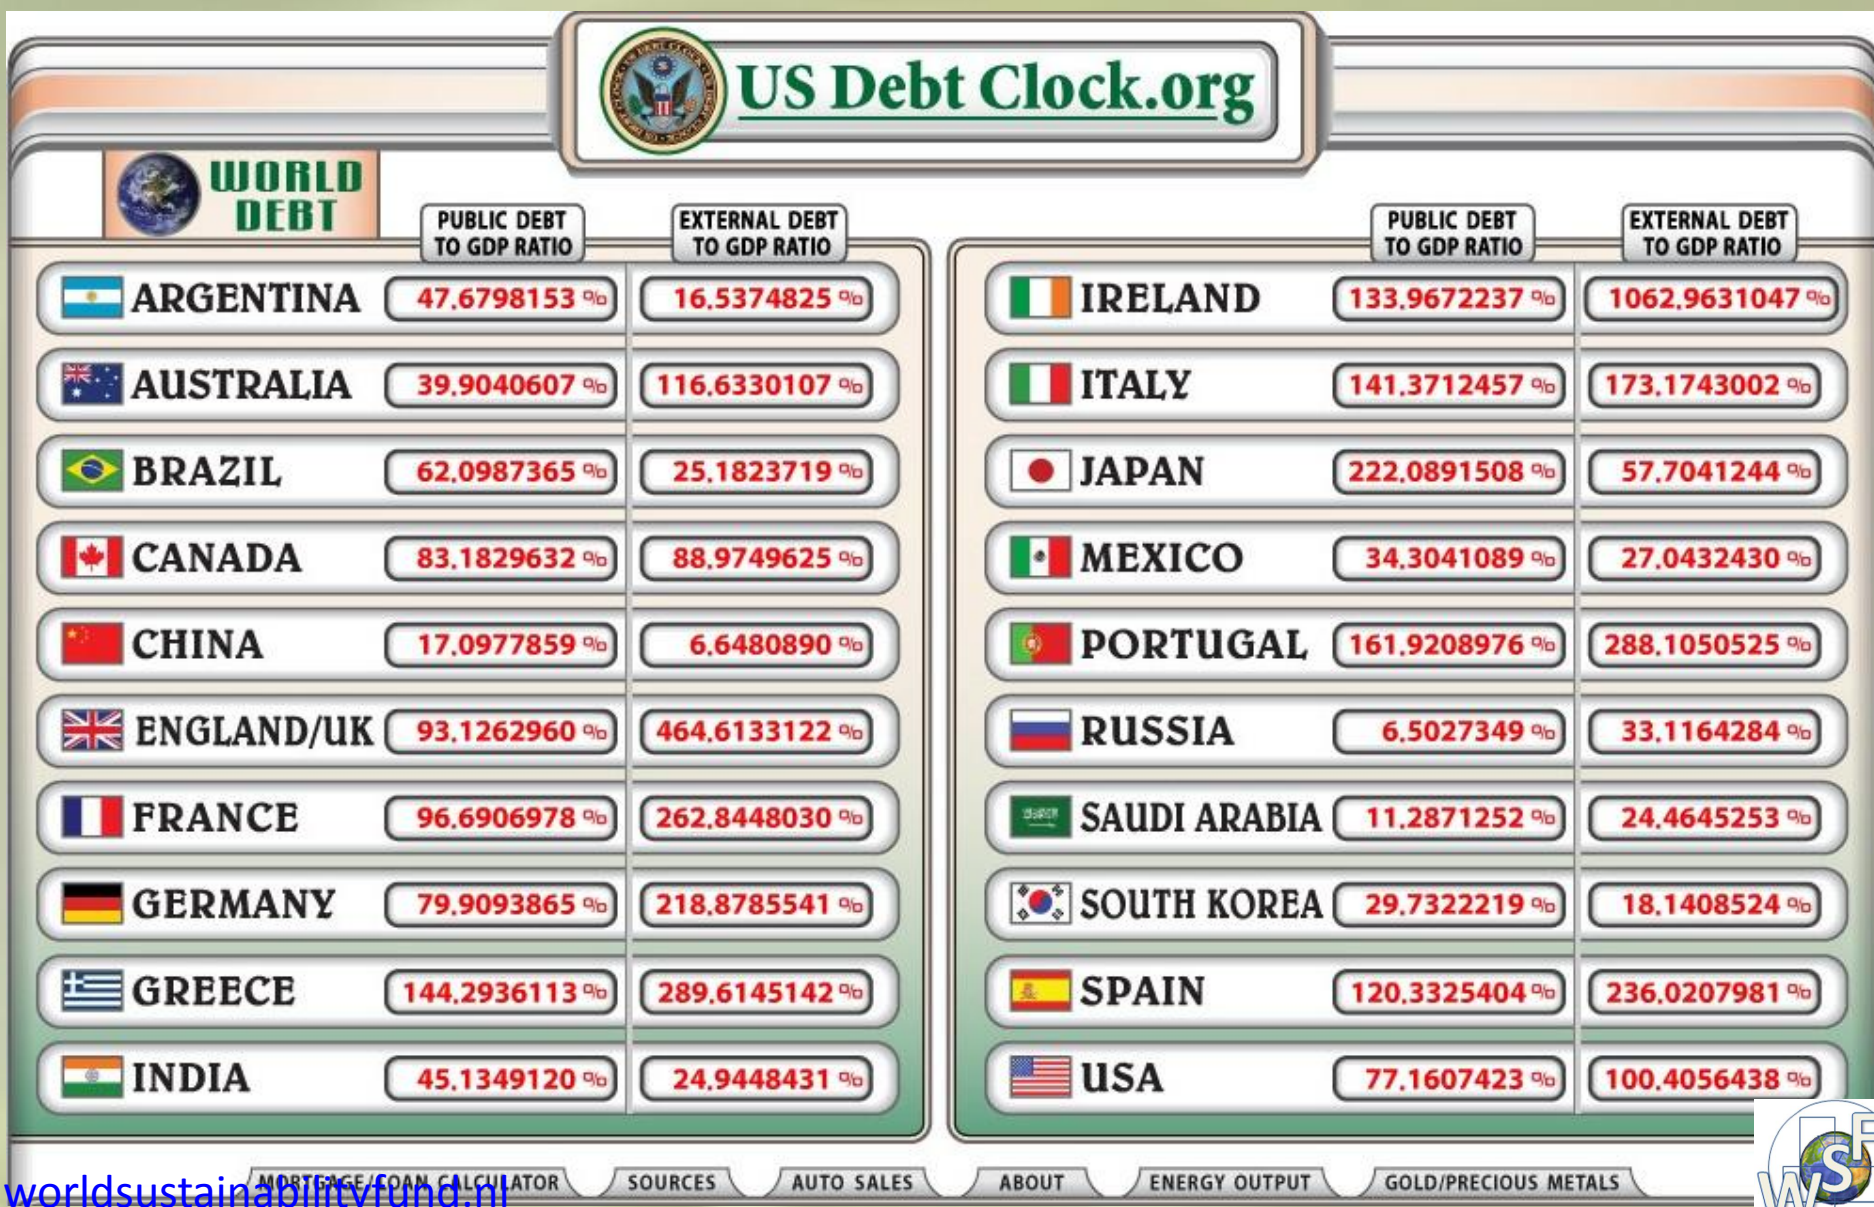 US Debt Clock.org
WORLD
DEBT
PUBLIC DEBT
TO GDP RATIO
EXTERNAL DEBT
TO GDP RATIO
ARGENTINA 47.6798153 % 16.5374825 %
AUSTRALIA 39.9040607 % 116.6330107 %
BRAZIL 62.0987365 % 25.1823719 %
CANADA 83.1829632 % 88.9749625 %
CHINA 17.0977859 % 6.6480890 %
ENGLAND/UK 93.1262960 % 464.6133122 %
FRANCE 96.6906978 % 262.8448030 %
GERMANY 79.9093865 % 218.8785541 %
GREECE 144.2936113 % 289.6145142 %
INDIA 45.1349120 % 24.9448431 %
PUBLIC DEBT
TO GDP RATIO
EXTERNAL DEBT
TO GDP RATIO
IRELAND 133.9672237 % 1062.9631047 %
ITALY 141.3712457 % 173.1743002 %
JAPAN 222.0891508 % 57.7041244 %
MEXICO 34.3041089 % 27.0432430 %
PORTUGAL 161.9208976 % 288.1050525 %
RUSSIA 6.5027349 % 33.1164284 %
SAUDI ARABIA 11.2871252 % 24.4645253 %
SOUTH KOREA 29.7322219 % 18.1408524 %
SPAIN 120.3325404 % 236.0207981 %
USA 77.1607423 % 100.4056438 %
MORTGAGE/LOAN CALCULATOR SOURCES AUTO SALES ABOUT ENERGY OUTPUT GOLD/PRECIOUS METALS
worldsustainabilityfund.nl
WSF